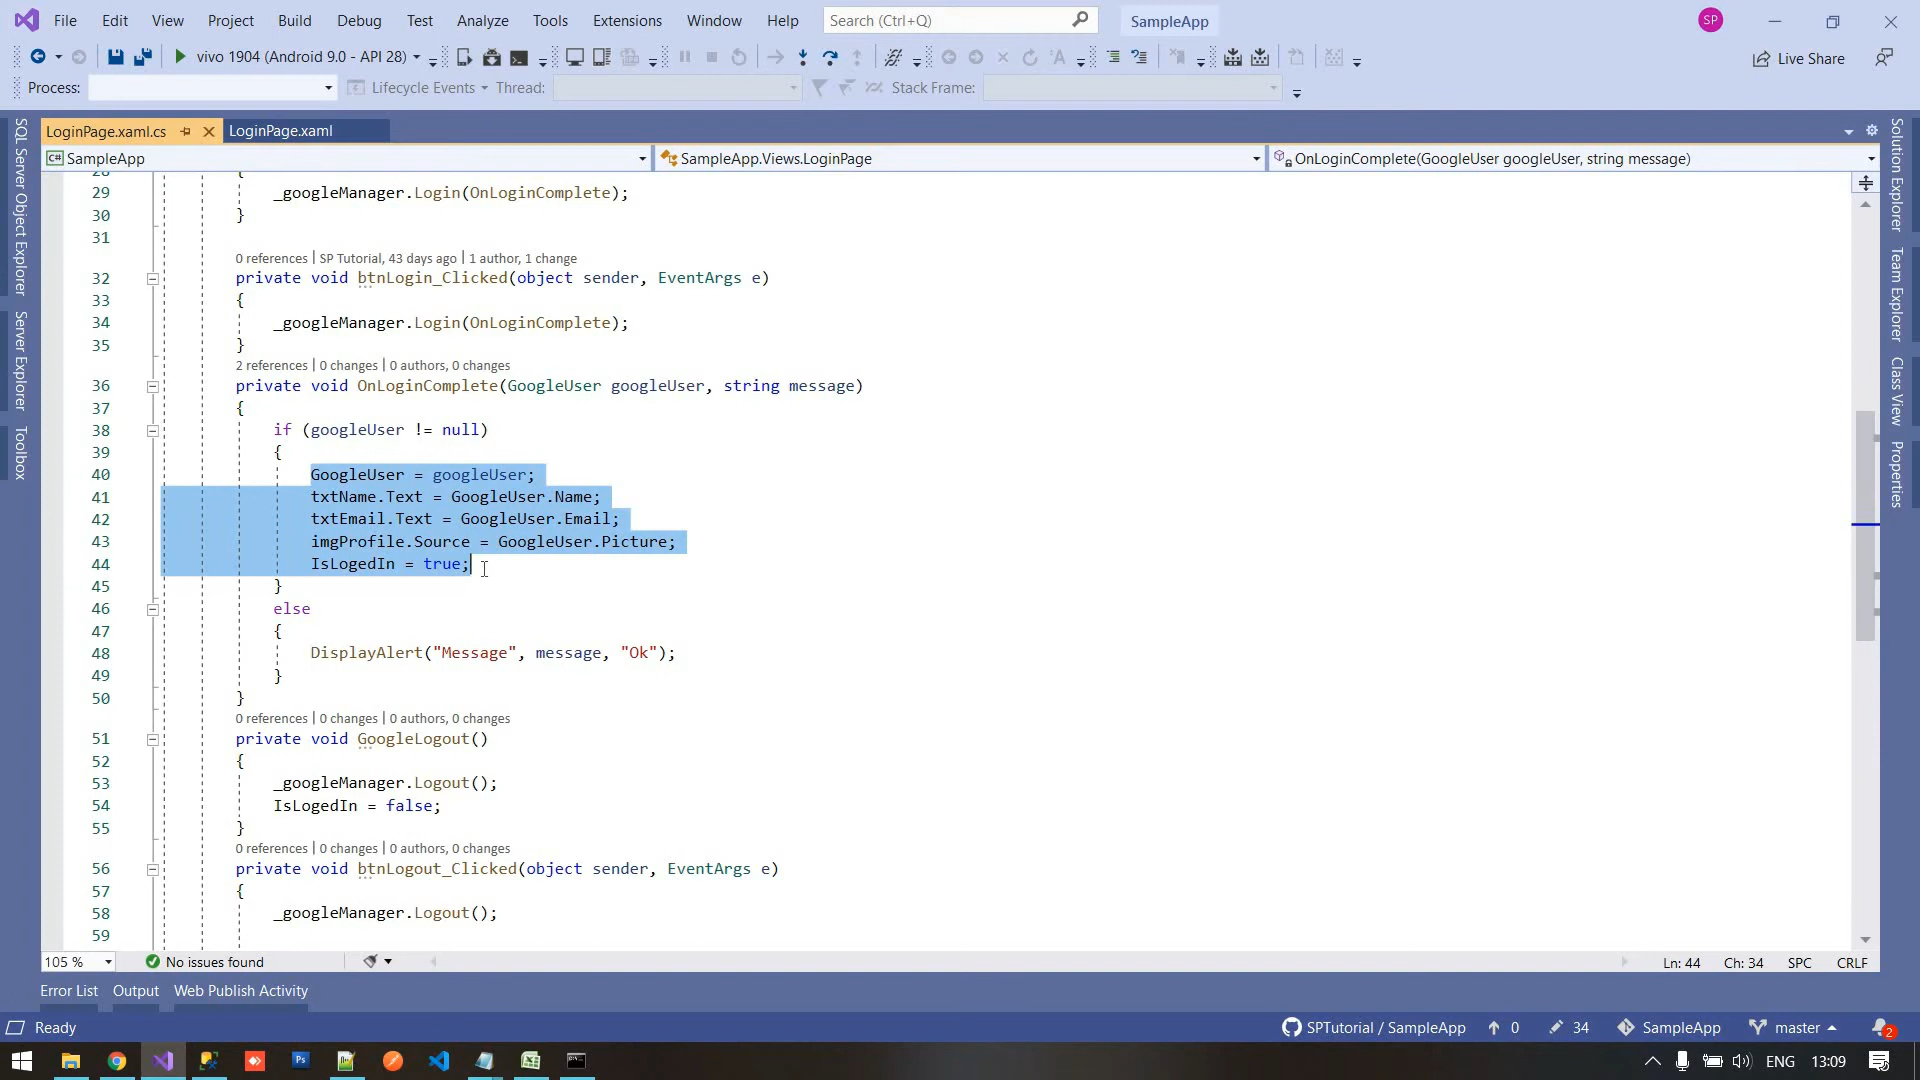 File Edit View Project Build Debug Test Analyze Tools Extensions Window Help Search (Ctrl+Q) SampleApp SP
vivo 1904 (Android 9.0 - API 28) Live Share
Process: Lifecycle Events Thread: Stack Frame:
LoginPage.xaml.cs LoginPage.xaml
C# SampleApp SampleApp.Views.LoginPage OnLoginComplete(GoogleUser googleUser, string message)
28 {
29 _googleManager.Login(OnLoginComplete);
30 }
31
0 references | SP Tutorial, 43 days ago | 1 author, 1 change
32 private void btnLogin_Clicked(object sender, EventArgs e)
33 {
34 _googleManager.Login(OnLoginComplete);
35 }
2 references | 0 changes | 0 authors, 0 changes
36 private void OnLoginComplete(GoogleUser googleUser, string message)
37 {
38 if (googleUser != null)
39 {
40 GoogleUser = googleUser;
41 txtName.Text = GoogleUser.Name;
42 txtEmail.Text = GoogleUser.Email;
43 imgProfile.Source = GoogleUser.Picture;
44 IsLogedIn = true;
45 }
46 else
47 {
48 DisplayAlert("Message", message, "Ok");
49 }
50 }
0 references | 0 changes | 0 authors, 0 changes
51 private void GoogleLogout()
52 {
53 _googleManager.Logout();
54 IsLogedIn = false;
55 }
0 references | 0 changes | 0 authors, 0 changes
56 private void btnLogout_Clicked(object sender, EventArgs e)
57 {
58 _googleManager.Logout();
59
SQL Server Object Explorer
Server Explorer
Toolbox
Solution Explorer
Team Explorer
Class View
Properties
105 % No issues found Ln: 44 Ch: 34 SPC CRLF
Error List Output Web Publish Activity
Ready SPTutorial / SampleApp 0 34 SampleApp master 2
Ps ENG 13:09